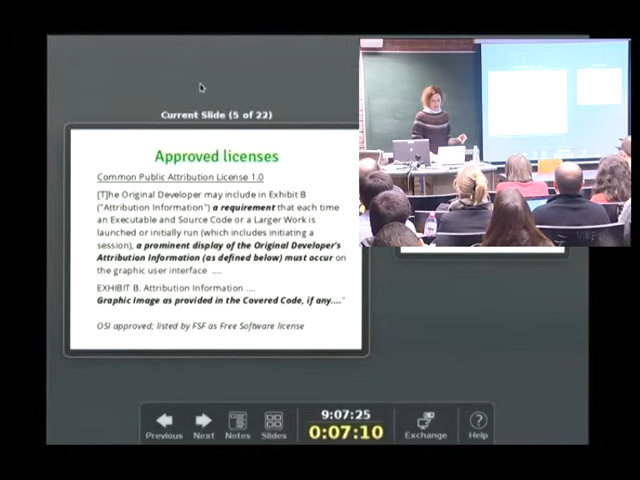 Current Slide (5 of 22)
Approved licenses
Common Public Attribution License 1.0
[T]he Original Developer may include in Exhibit B
("Attribution Information") a requirement that each time
an Executable and Source Code or a Larger Work is
launched or initially run (which includes initiating a
session), a prominent display of the Original Developer's
Attribution Information (as defined below) must occur on
the graphic user interface ....
EXHIBIT B. Attribution Information ....
Graphic Image as provided in the Covered Code, if any...."
OSI approved; listed by FSF as Free Software license
Previous
Next
Notes
Slides
9:07:25
0:07:10
Exchange
Help